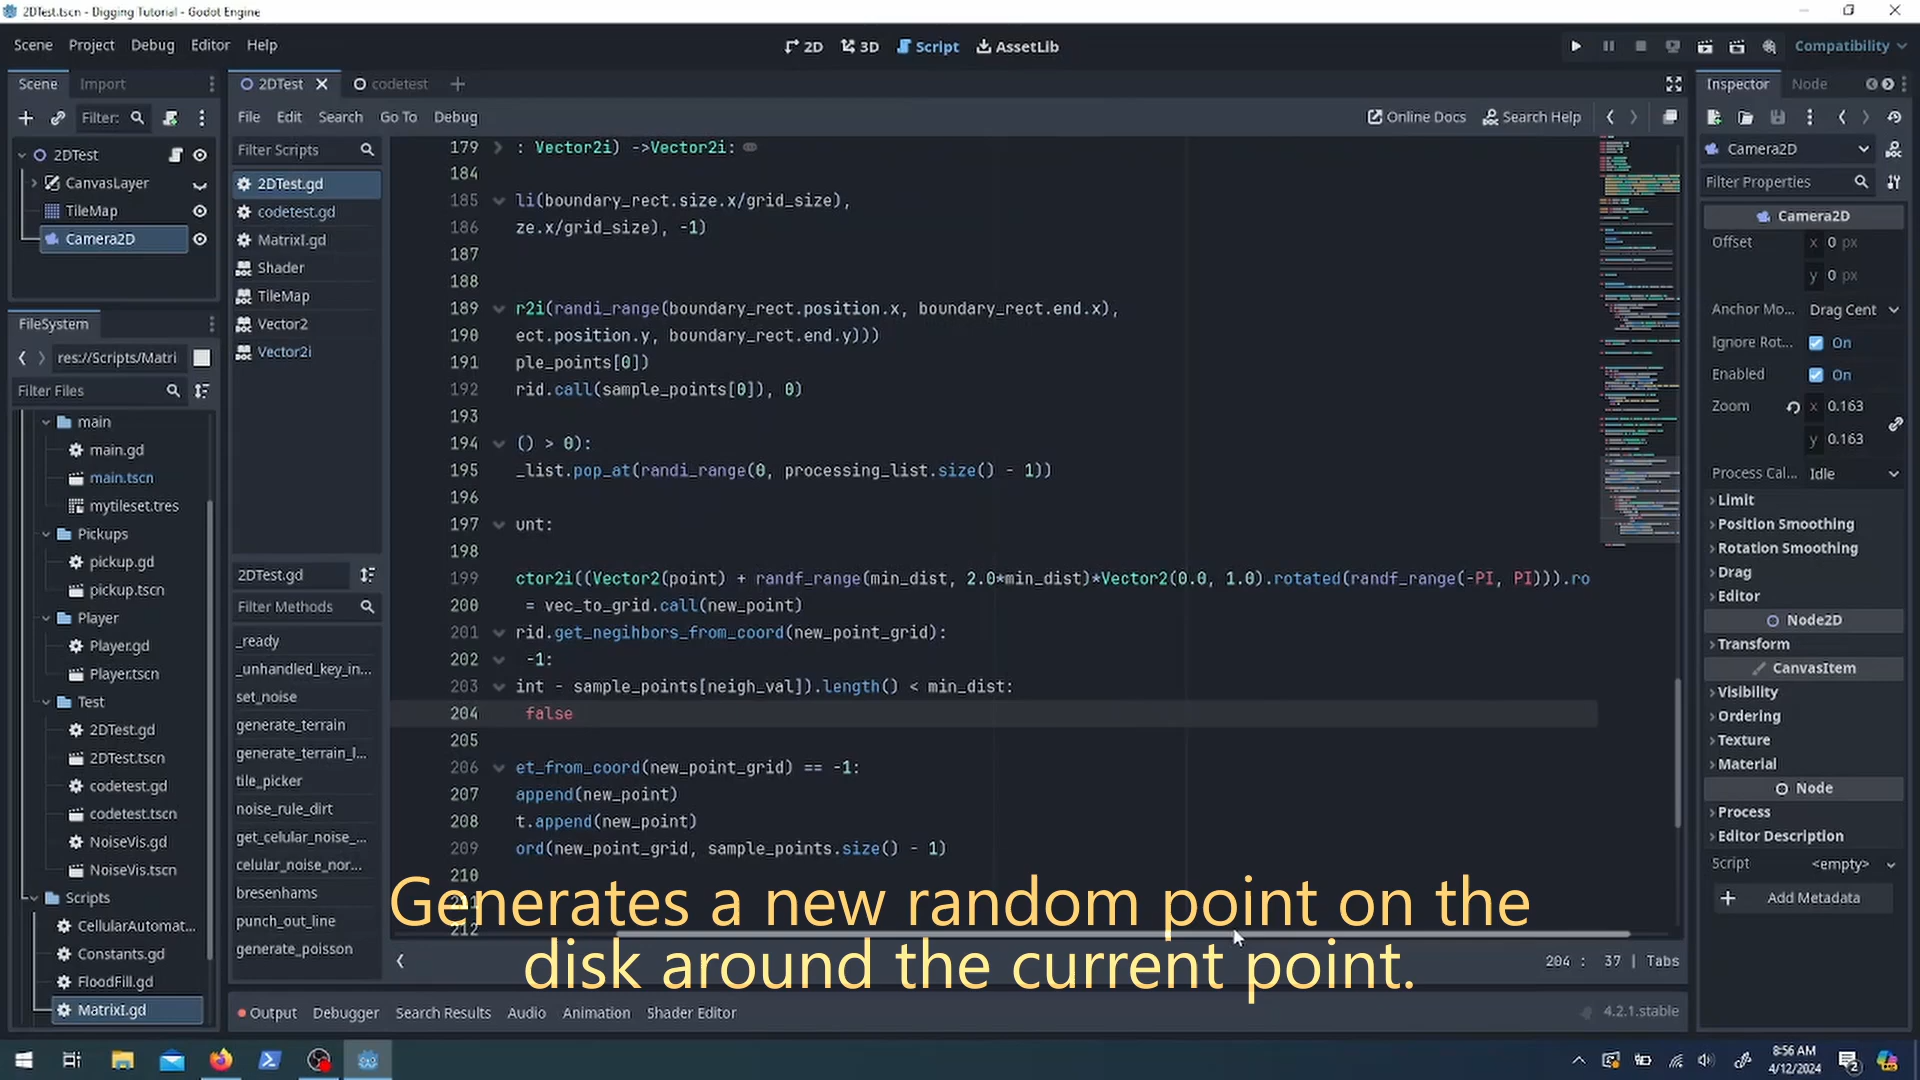 2DTest.tscn - Digging Tutorial - Godot Engine
Scene Project Debug Editor Help
2D 3D Script AssetLib
Compatibility
Scene Import
Filter:
2DTest
CanvasLayer
TileMap
Camera2D
FileSystem
res://Scripts/Matri
Filter Files
main
main.gd
main.tscn
mytileset.tres
Pickups
pickup.gd
pickup.tscn
Player
Player.gd
Player.tscn
Test
2DTest.gd
2DTest.tscn
codetest.gd
codetest.tscn
NoiseVis.gd
NoiseVis.tscn
Scripts
CellularAutomat...
Constants.gd
FloodFill.gd
MatrixI.gd
2DTest codetest
File Edit Search Go To Debug
Online Docs Search Help
Filter Scripts
2DTest.gd
codetest.gd
MatrixI.gd
Shader
TileMap
Vector2
Vector2i
2DTest.gd
Filter Methods
_ready
_unhandled_key_in...
set_noise
generate_terrain
generate_terrain_l...
tile_picker
noise_rule_dirt
get_celular_noise_...
celular_noise_nor...
bresenhams
punch_out_line
generate_poisson
179 : Vector2i) ->Vector2i:
184
185 li(boundary_rect.size.x/grid_size),
186 ze.x/grid_size), -1)
187
188
189 r2i(randi_range(boundary_rect.position.x, boundary_rect.end.x),
190 ect.position.y, boundary_rect.end.y)))
191 ple_points[0])
192 rid.call(sample_points[0]), 0)
193
194 () > 0):
195 _list.pop_at(randi_range(0, processing_list.size() - 1))
196
197 unt:
198
199 ctor2i((Vector2(point) + randf_range(min_dist, 2.0*min_dist)*Vector2(0.0, 1.0).rotated(randf_range(-PI, PI))).ro
200 = vec_to_grid.call(new_point)
201 rid.get_negihbors_from_coord(new_point_grid):
202 -1:
203 int - sample_points[neigh_val]).length() < min_dist:
204 false
205
206 et_from_coord(new_point_grid) == -1:
207 append(new_point)
208 t.append(new_point)
209 ord(new_point_grid, sample_points.size() - 1)
210
212
Generates a new random point on the
disk around the current point.
204 : 37 | Tabs
Output Debugger Search Results Audio Animation Shader Editor
4.2.1.stable
Inspector Node
Camera2D
Filter Properties
Camera2D
Offset x 0 px
y 0 px
Anchor Mo... Drag Cent
Ignore Rot... On
Enabled On
Zoom x 0.163
y 0.163
Process Cal... Idle
Limit
Position Smoothing
Rotation Smoothing
Drag
Editor
Node2D
Transform
CanvasItem
Visibility
Ordering
Texture
Material
Node
Process
Editor Description
Script <empty>
Add Metadata
8:56 AM
4/12/2024
2